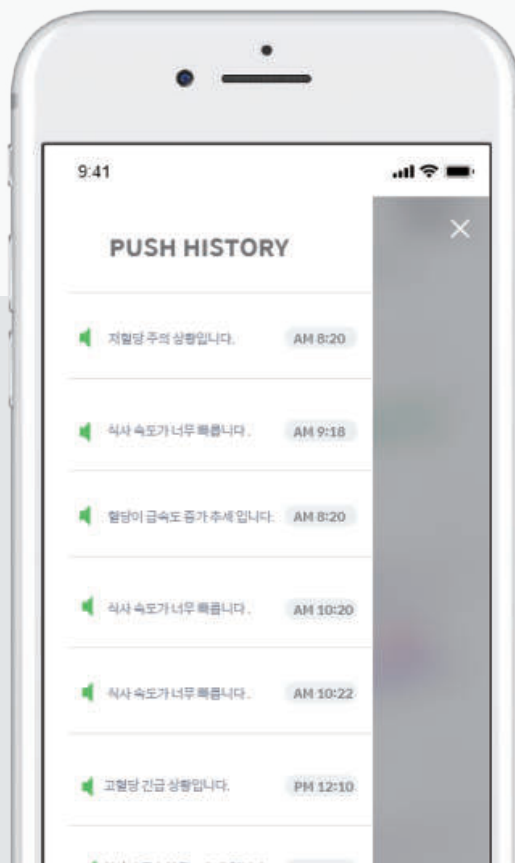 9:41
PUSH HISTORY
저혈당 주의 상황입니다. AM 8:20
식사 속도가 너무 빠릅니다. AM 9:18
혈당이 급속도 증가 추세 입니다. AM 8:20
식사 속도가 너무 빠릅니다. AM 10:20
식사 속도가 너무 빠릅니다. AM 10:22
고혈당 긴급 상황입니다. PM 12:10